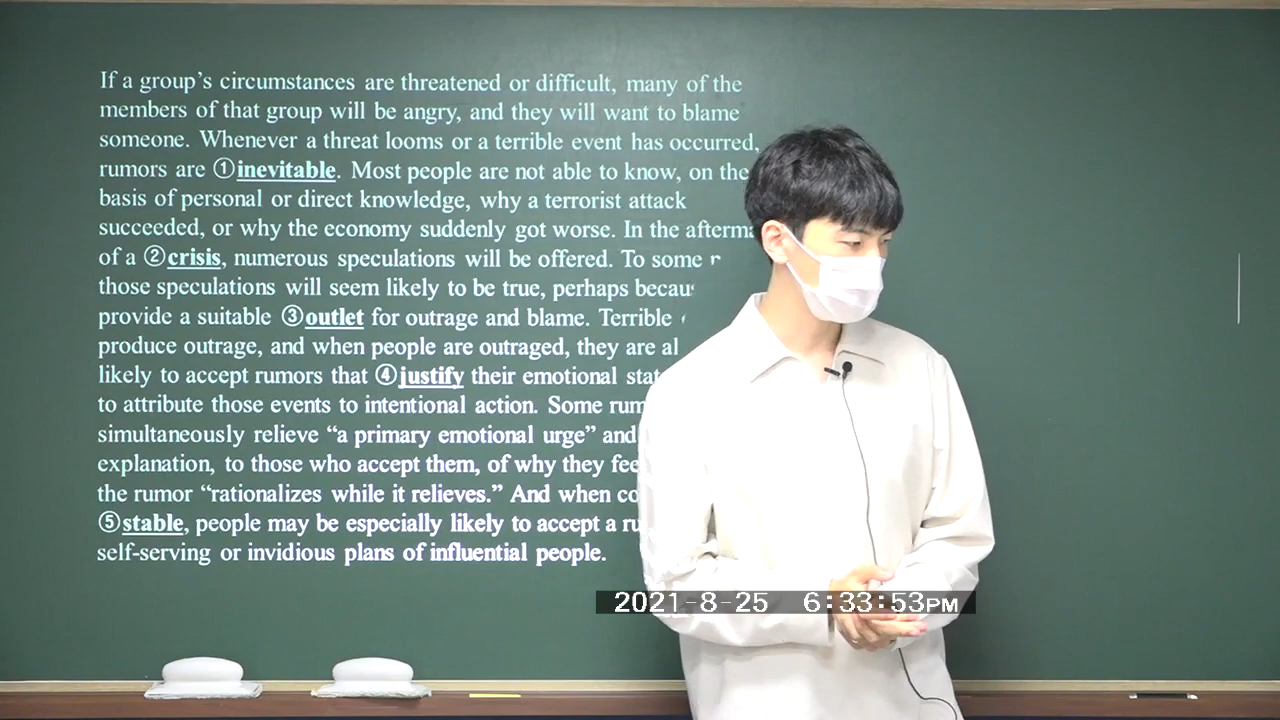 If a group's circumstances are threatened or difficult, many of the
members of that group will be angry, and they will want to blame
someone. Whenever a threat looms or a terrible event has occurred,
rumors are ①inevitable. Most people are not able to know, on the
basis of personal or direct knowledge, why a terrorist attack
succeeded, or why the economy suddenly got worse. In the
of a ②crisis, numerous speculations will be offered. To some
those speculations will seem likely to be true, perhaps
provide a suitable ③outlet for outrage and blame. Terrible
produce outrage, and when people are outraged, they are
likely to accept rumors that ④justify their emotional
to attribute those events to intentional action. Some
simultaneously relieve “a primary emotional urge” and
explanation, to those who accept them, of why they
the rumor “rationalizes while it relieves.” And when
⑤stable, people may be especially likely to accept a
self-serving or invidious plans of influential people.
2021-8-25 6:33:53PM